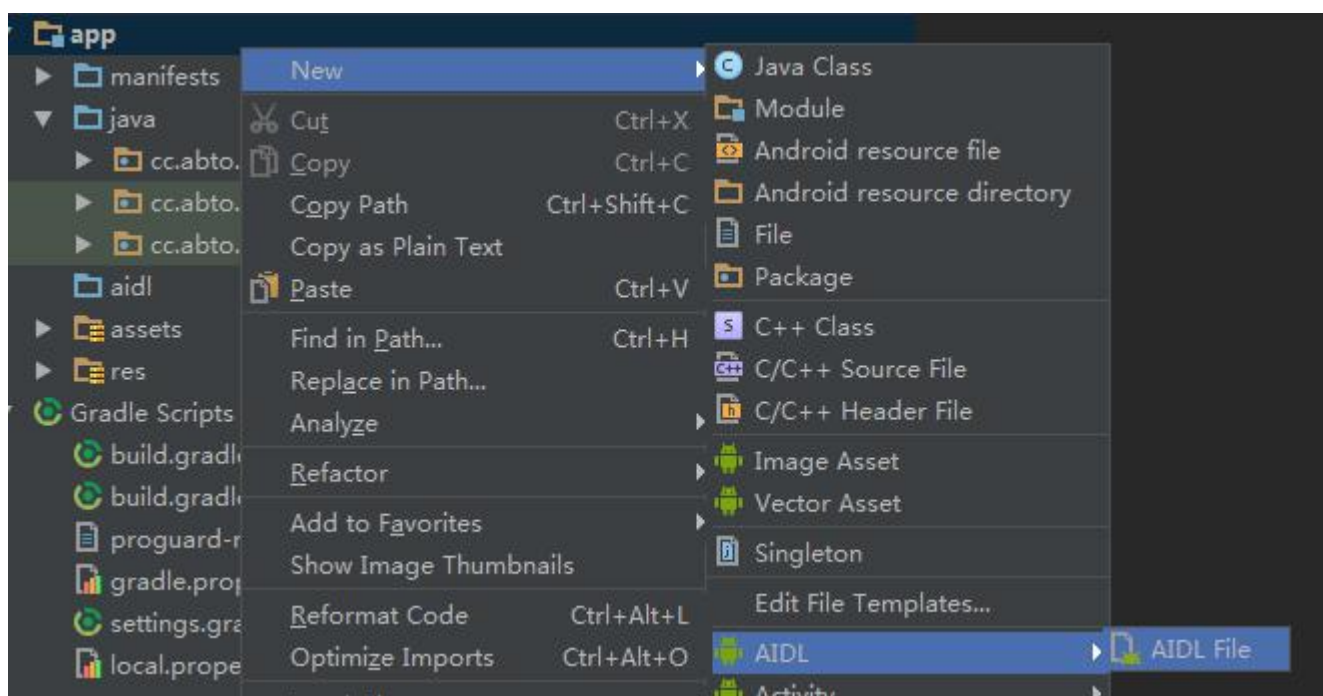 app
manifests
java
cc.abto.
cc.abto.
cc.abto.
aidl
assets
res
Gradle Scripts
build.gradl
build.gradl
proguard-r
gradle.prop
settings.gra
local.prope
New
Cut Ctrl+X
Copy Ctrl+C
Copy Path Ctrl+Shift+C
Copy as Plain Text
Paste Ctrl+V
Find in Path... Ctrl+H
Replace in Path...
Analyze
Refactor
Add to Favorites
Show Image Thumbnails
Reformat Code Ctrl+Alt+L
Optimize Imports Ctrl+Alt+O
Java Class
Module
Android resource file
Android resource directory
File
Package
C++ Class
C/C++ Source File
C/C++ Header File
Image Asset
Vector Asset
Singleton
Edit File Templates...
AIDL
Activity
AIDL File